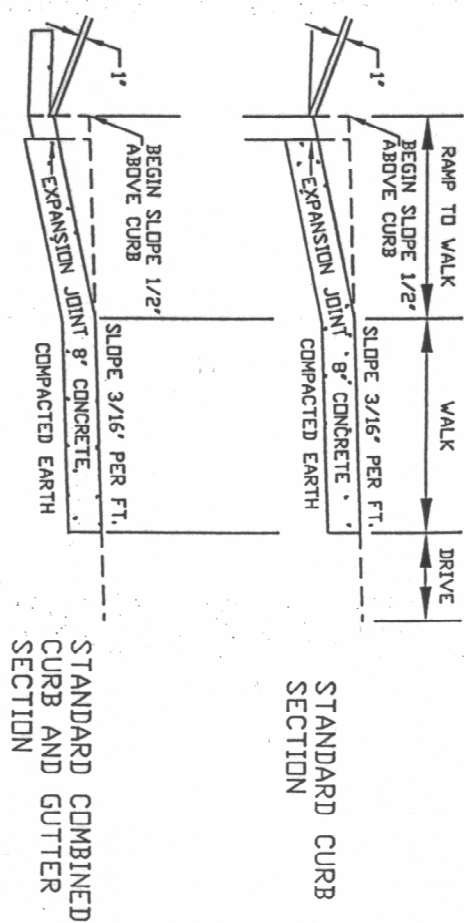 RAMP TO WALK
WALK
DRIVE
1"
BEGIN SLOPE 1/2"
ABOVE CURB
SLOPE 3/16" PER FT.
EXPANSION JOINT
8" CONCRETE
COMPACTED EARTH
STANDARD CURB
SECTION
1"
BEGIN SLOPE 1/2"
ABOVE CURB
SLOPE 3/16" PER FT.
EXPANSION JOINT
8" CONCRETE
COMPACTED EARTH
STANDARD COMBINED
CURB AND GUTTER
SECTION